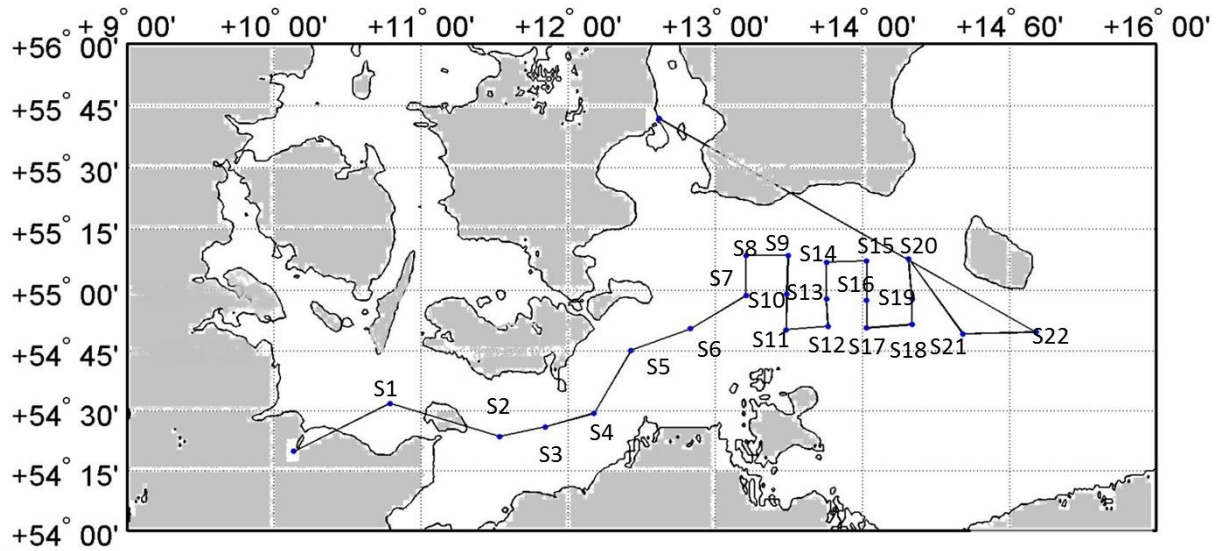 + 9° 00' +10° 00' +11° 00' +12° 00' +13° 00' +14° 00' +14° 60' +16° 00'
+56° 00'
+55° 45'
+55° 30'
+55° 15'
S8 S9 S14 S15 S20
S7
S10 S13 S16 S19
+55° 00'
S11 S12 S17 S18 S21 S22
S6
+54° 45'
S5
S1
S2
+54° 30'
S4
S3
+54° 15'
+54° 00'